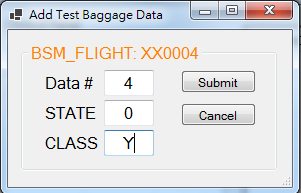 Add Test Baggage Data
BSM_FLIGHT: XX0004
Data # 4 Submit
STATE 0 Cancel
CLASS Y